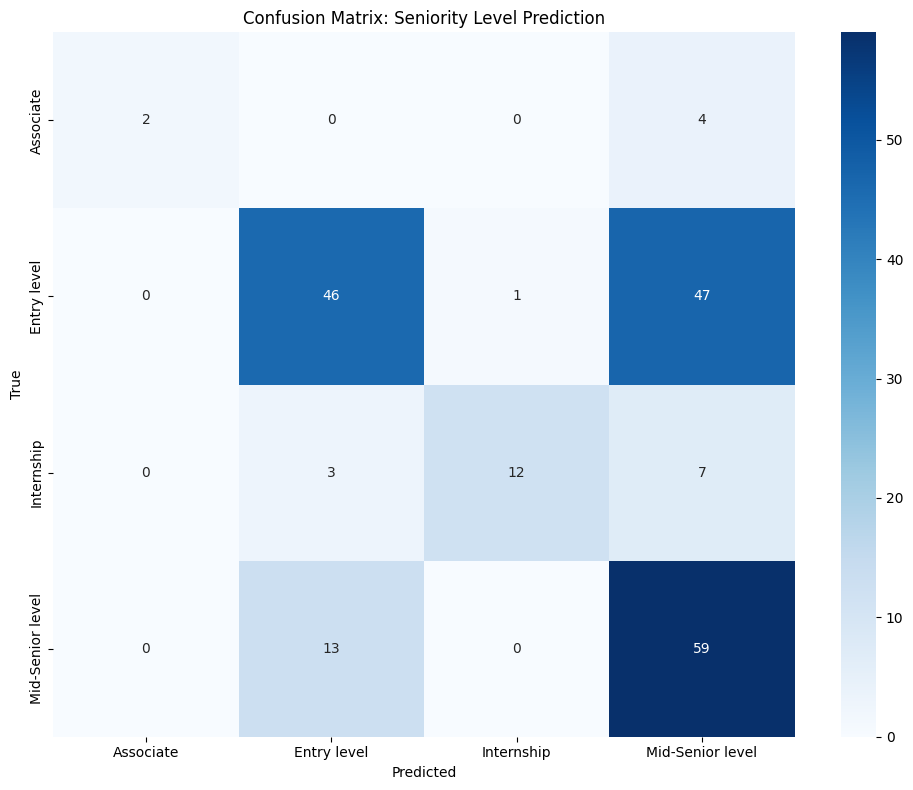 Confusion Matrix: Seniority Level Prediction
Associate
2 0 0 4
Entry level
0 46 1 47
Internship
0 3 12 7
Mid-Senior level
0 13 0 59
True
Associate Entry level Internship Mid-Senior level
Predicted
50
40
30
20
10
0